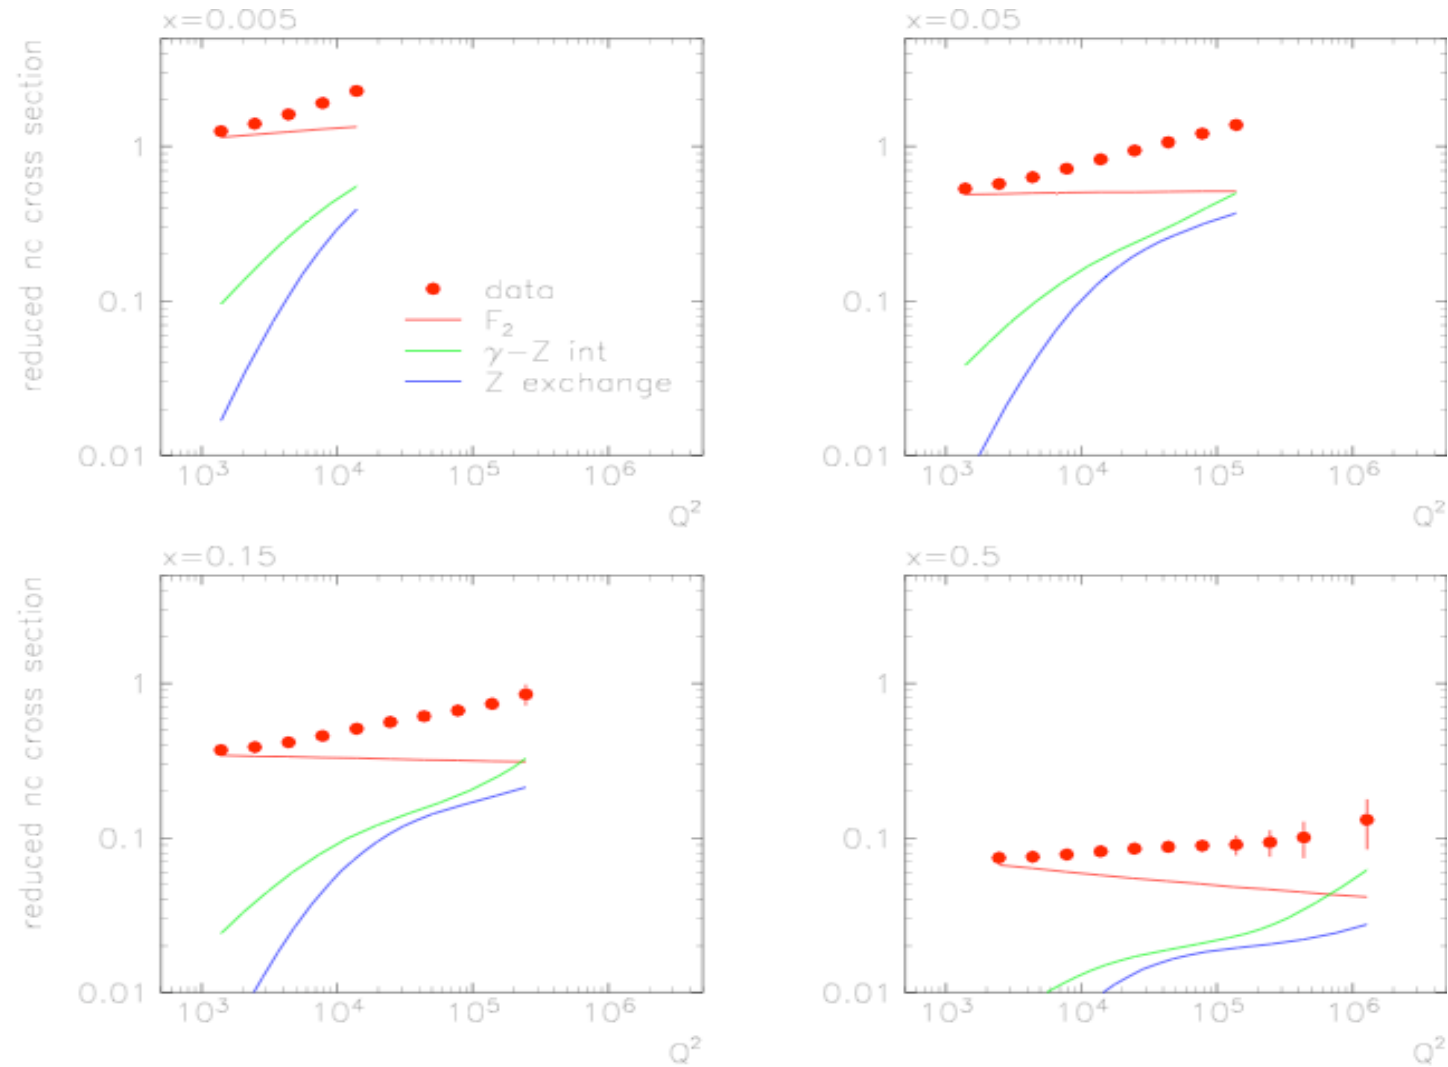 x=0.005
x=0.05
reduced nc cross section
1
0.1
0.01
10³ 10⁴ 10⁵ 10⁶
Q²
data
F₂
γ–Z int
Z exchange
1
0.1
0.01
10³ 10⁴ 10⁵ 10⁶
Q²
x=0.15
x=0.5
reduced nc cross section
1
0.1
0.01
10³ 10⁴ 10⁵ 10⁶
Q²
1
0.1
0.01
10³ 10⁴ 10⁵ 10⁶
Q²